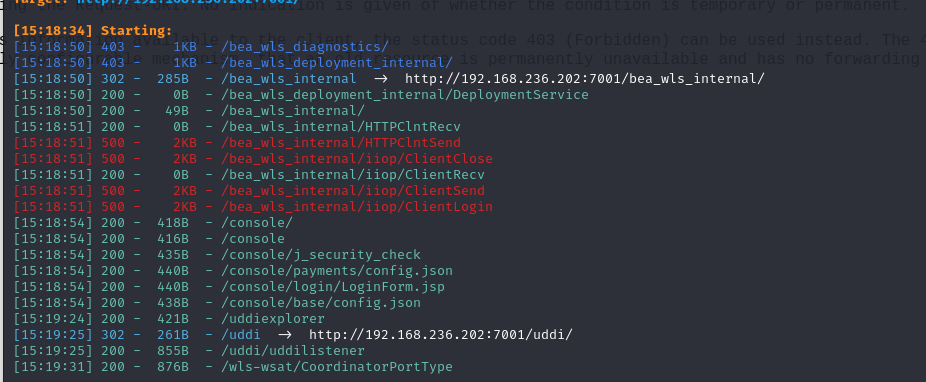 Target: http://192.168.236.202:7001/
[15:18:34] Starting:
[15:18:50] 403 - 1KB - /bea_wls_diagnostics/
[15:18:50] 403 - 1KB - /bea_wls_deployment_internal/
[15:18:50] 302 - 285B - /bea_wls_internal → http://192.168.236.202:7001/bea_wls_internal/
[15:18:50] 200 - 0B - /bea_wls_deployment_internal/DeploymentService
[15:18:50] 200 - 49B - /bea_wls_internal/
[15:18:51] 200 - 0B - /bea_wls_internal/HTTPClntRecv
[15:18:51] 500 - 2KB - /bea_wls_internal/HTTPClntSend
[15:18:51] 500 - 2KB - /bea_wls_internal/iiop/ClientClose
[15:18:51] 200 - 0B - /bea_wls_internal/iiop/ClientRecv
[15:18:51] 500 - 2KB - /bea_wls_internal/iiop/ClientSend
[15:18:51] 500 - 2KB - /bea_wls_internal/iiop/ClientLogin
[15:18:54] 200 - 418B - /console/
[15:18:54] 200 - 416B - /console
[15:18:54] 200 - 435B - /console/j_security_check
[15:18:54] 200 - 440B - /console/payments/config.json
[15:18:54] 200 - 440B - /console/login/LoginForm.jsp
[15:18:54] 200 - 438B - /console/base/config.json
[15:19:24] 200 - 421B - /uddiexplorer
[15:19:25] 302 - 261B - /uddi → http://192.168.236.202:7001/uddi/
[15:19:25] 200 - 855B - /uddi/uddilistener
[15:19:31] 200 - 876B - /wls-wsat/CoordinatorPortType
is given of whether the condition is temporary or permanent.
to the client, the status code 403 (Forbidden) can be used instead. The 4
is permanently unavailable and has no forwarding